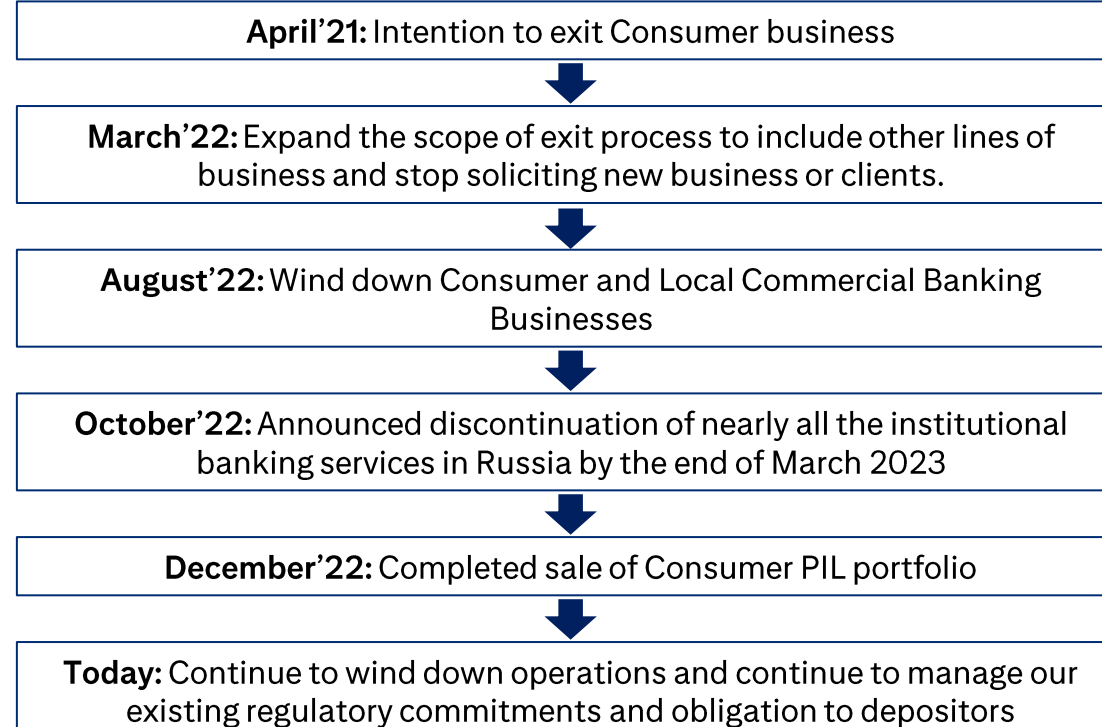 April’21: Intention to exit Consumer business
March’22: Expand the scope of exit process to include other lines of
business and stop soliciting new business or clients.
August’22: Wind down Consumer and Local Commercial Banking
Businesses
October’22: Announced discontinuation of nearly all the institutional
banking services in Russia by the end of March 2023
December’22: Completed sale of Consumer PIL portfolio
Today: Continue to wind down operations and continue to manage our
existing regulatory commitments and obligation to depositors